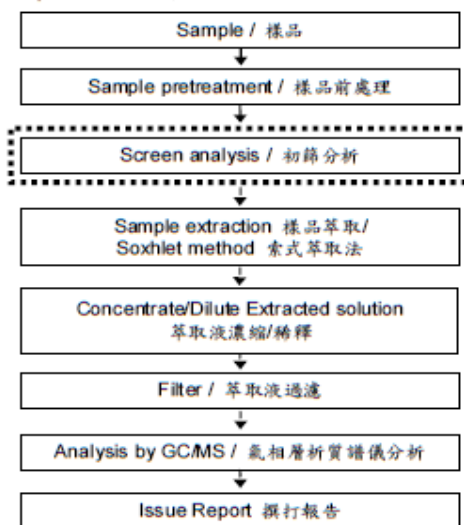 Sample / 樣品
Sample pretreatment / 樣品前處理
Screen analysis / 初篩分析
Sample extraction 樣品萃取/
Soxhlet method 索式萃取法
Concentrate/Dilute Extracted solution
萃取液濃縮/稀釋
Filter / 萃取液過濾
Analysis by GC/MS / 氣相層析質譜儀分析
Issue Report 撰打報告